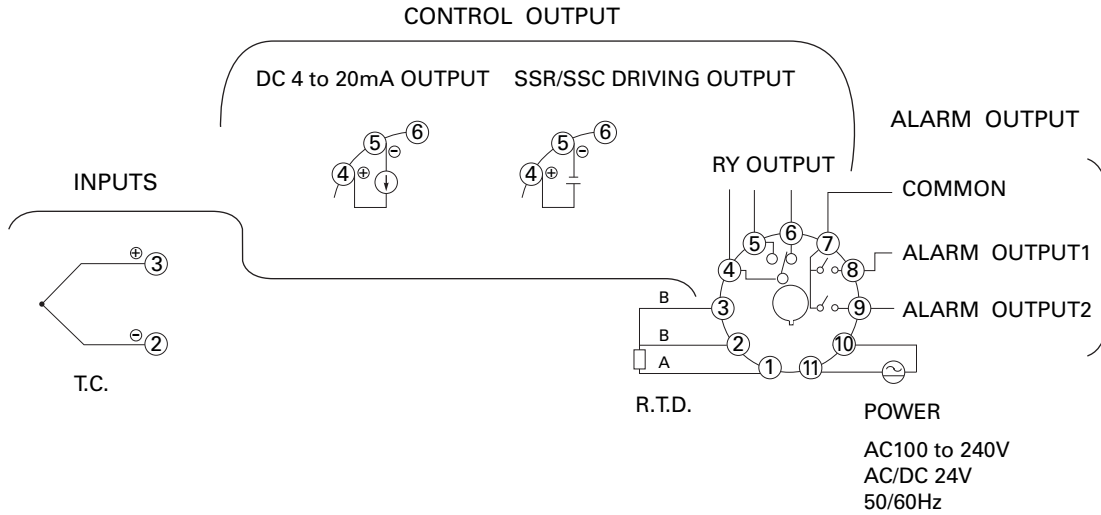 CONTROL OUTPUT
DC 4 to 20mA OUTPUT
SSR/SSC DRIVING OUTPUT
4 5 6
⊕ ⊖
4 5 6
⊕ ⊖
ALARM OUTPUT
RY OUTPUT
COMMON
ALARM OUTPUT1
ALARM OUTPUT2
INPUTS
⊕ 3
⊖ 2
T.C.
B
B
A
1 2 3 4 5 6 7 8 9 10 11
R.T.D.
POWER
AC100 to 240V
AC/DC 24V
50/60Hz